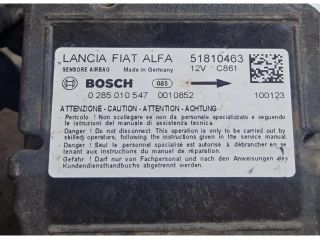 LANCIA FIAT ALFA 51810463
SENSORE AIRBAG Made in Germany 12V C861
BOSCH 085
0 285 010 547 0010852 100123
ATTENZIONE - CAUTION - ATTENTION - ACHTUNG
- Pericolo ! Non scollegare se non da personale specializzato e seguendo
le istruzioni del manuale di assistenza tecnica.
- Danger ! Do not disconnect This operation must be carried out by
skilled operators, following the instructions given in the service manual.
- Danger ! Seul le personnel spécialisé est autorisé à débrancher en se
tenant aux instructions du manuel de réparation.
- Gefahr! Darf nur von Fachpersonal und nach den Anweisungen des
Kundendiensthandbuches abgetrennt werden.